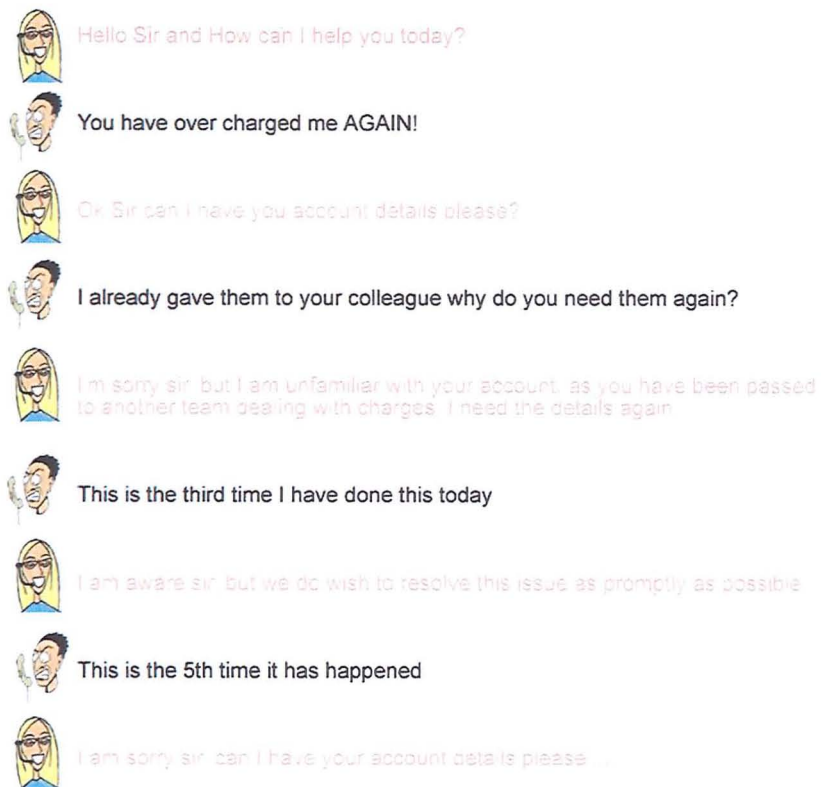 Hello Sir and How can I help you today?
You have over charged me AGAIN!
Ok Sir can I have you account details please?
I already gave them to your colleague why do you need them again?
I m sorry sir but I am unfamiliar with your account, as you have been passed
to another team dealing with charges I need the details again
This is the third time I have done this today
I am aware sir but we do wish to resolve this issue as promptly as possible
This is the 5th time it has happened
I am sorry sir can I have your account details please ...